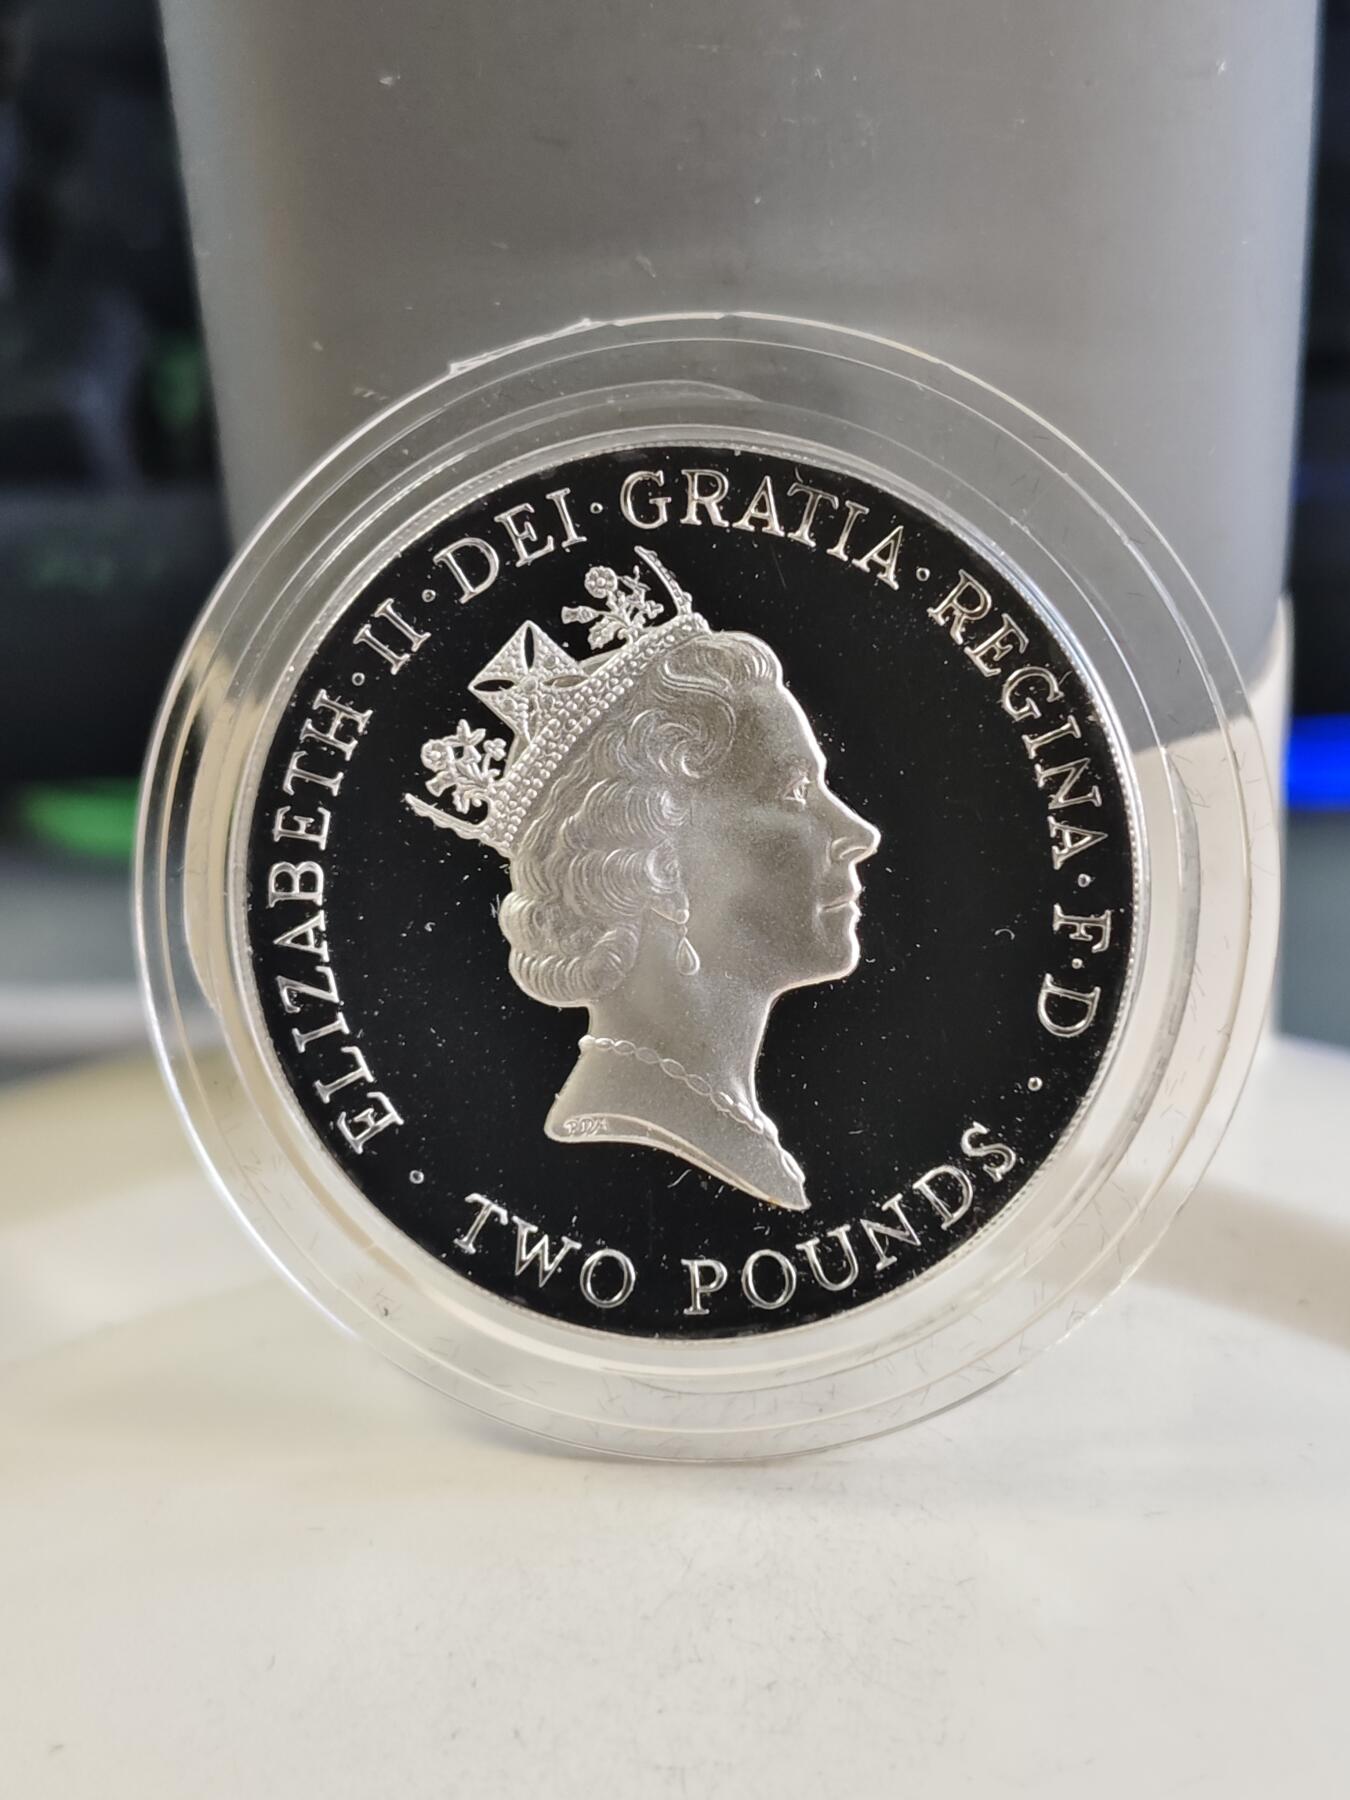 ELIZABETH · II · DEI · GRATIA · REGINA · F · D ·
TWO POUNDS ·
RDM